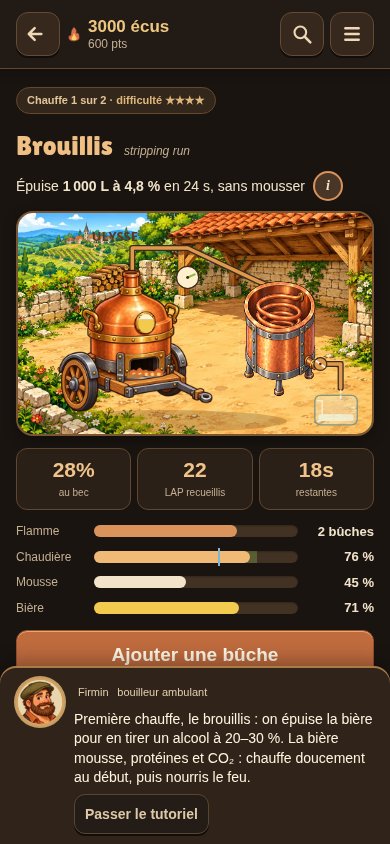 3000 écus
600 pts
Chauffe 1 sur 2 · difficulté ★★★★
Brouillis stripping run
Épuise 1 000 L à 4,8 % en 24 s, sans mousser i
28% 22 18s
au bec LAP recueillis restantes
Flamme 2 bûches
Chaudière 76 %
Mousse 45 %
Bière 71 %
Ajouter une bûche
Firmin bouilleur ambulant
Première chauffe, le brouillis : on épuise la bière
pour en tirer un alcool à 20–30 %. La bière
mousse, protéines et CO₂ : chauffe doucement
au début, puis nourris le feu.
Passer le tutoriel